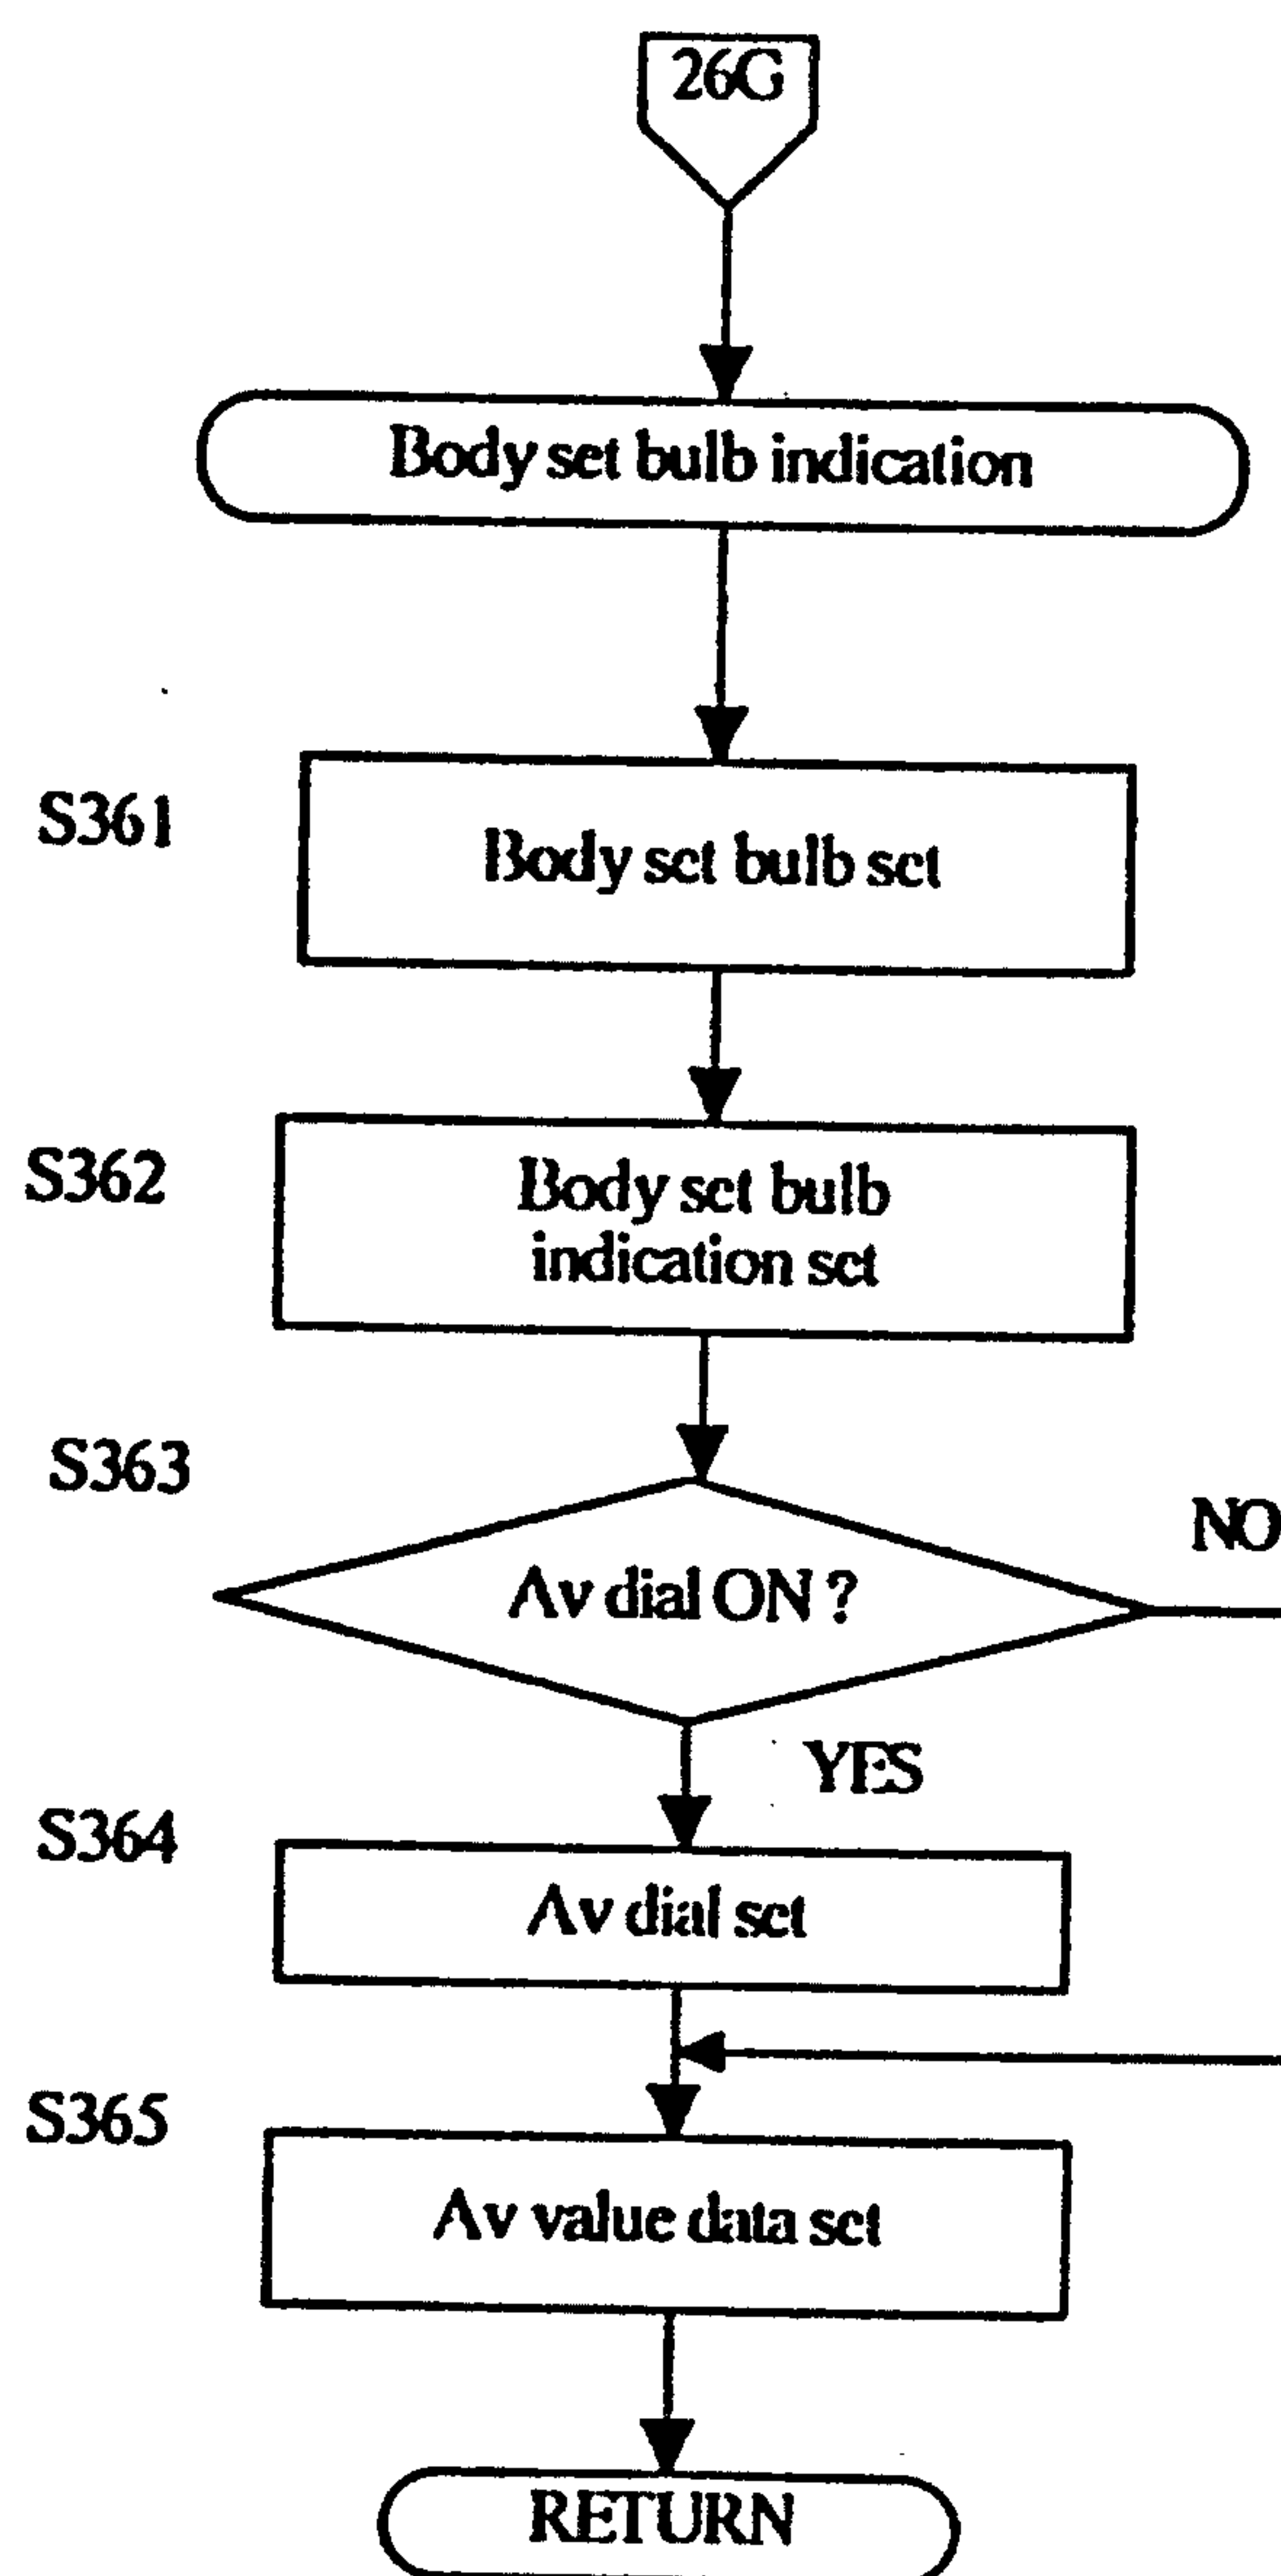 26G
Body set bulb indication
S361
Body set bulb set
S362
Body set bulb
indication set
S363
Av dial ON ?
NO
YES
S364
Av dial set
S365
Av value data set
RETURN